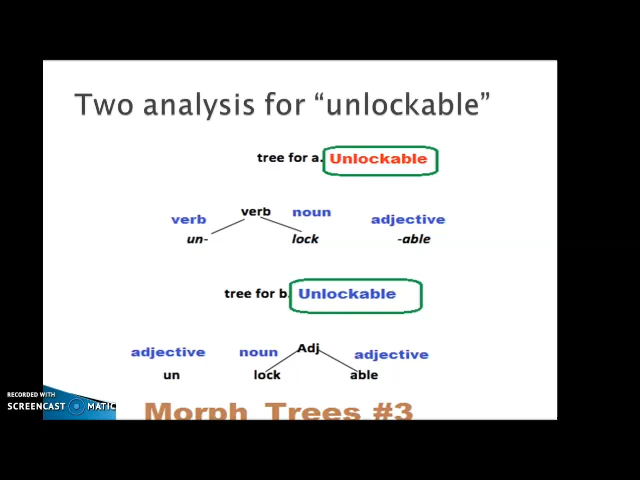 Two analysis for “unlockable”
tree for a. Unlockable
verb verb noun adjective
un- lock -able
tree for b. Unlockable
adjective noun Adj adjective
un lock able
RECORDED WITH
SCREENCAST MATIC
Morph Trees #3